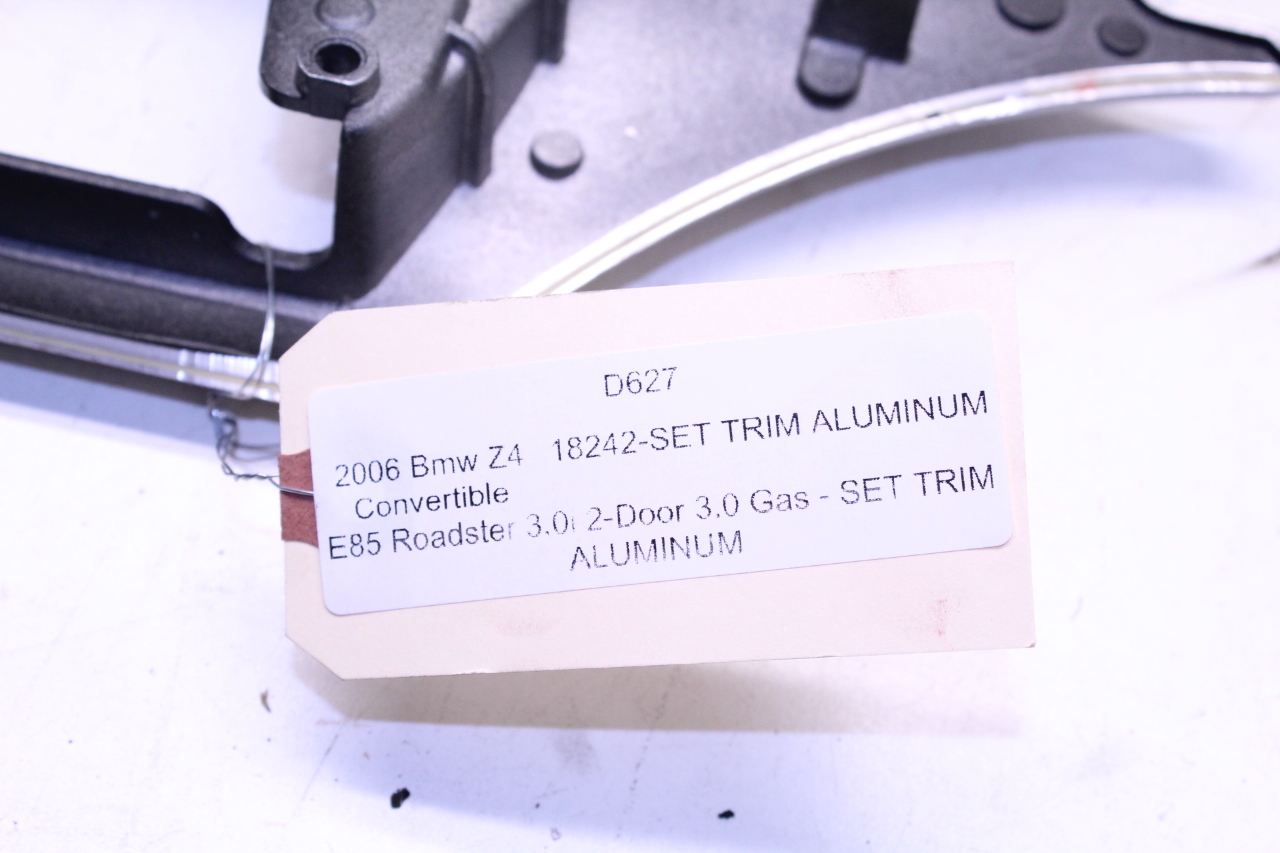 D627
2006 Bmw Z4 18242-SET TRIM ALUMINUM
Convertible
E85 Roadster 3.0i 2-Door 3.0 Gas - SET TRIM
ALUMINUM